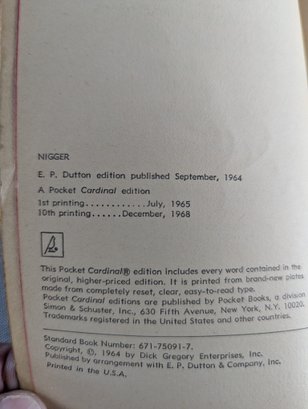 NIGGER
E. P. Dutton edition published September, 1964
A Pocket Cardinal edition
1st printing............July, 1965
10th printing......December, 1968
This Pocket Cardinal® edition includes every word contained in the
original, higher-priced edition. It is printed from brand-new plates
made from completely reset, clear, easy-to-read type.
Pocket Cardinal editions are published by Pocket Books, a division
Simon & Schuster, Inc., 630 Fifth Avenue, New York, N.Y. 10020.
Trademarks registered in the United States and other countries.
Standard Book Number: 671-75091-7.
Copyright, ©, 1964 by Dick Gregory Enterprises, Inc.
Published by arrangement with E. P. Dutton & Company, Inc.
Printed in the U.S.A.